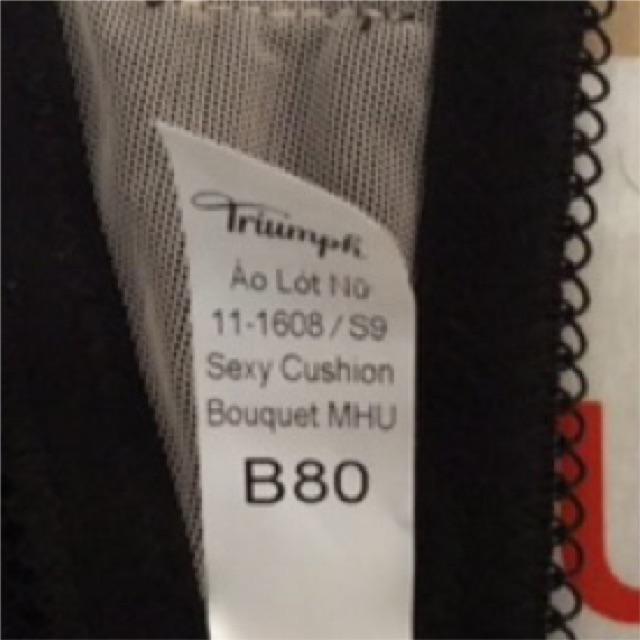 Triumph
Áo Lót Nữ
11-1608 / S9
Sexy Cushion
Bouquet MHU
B80